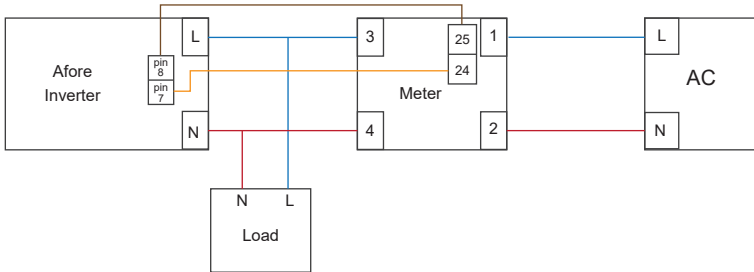 Afore
Inverter
L
pin
8
pin
7
N
3
4
Meter
25
24
1
2
L
AC
N
N L
Load